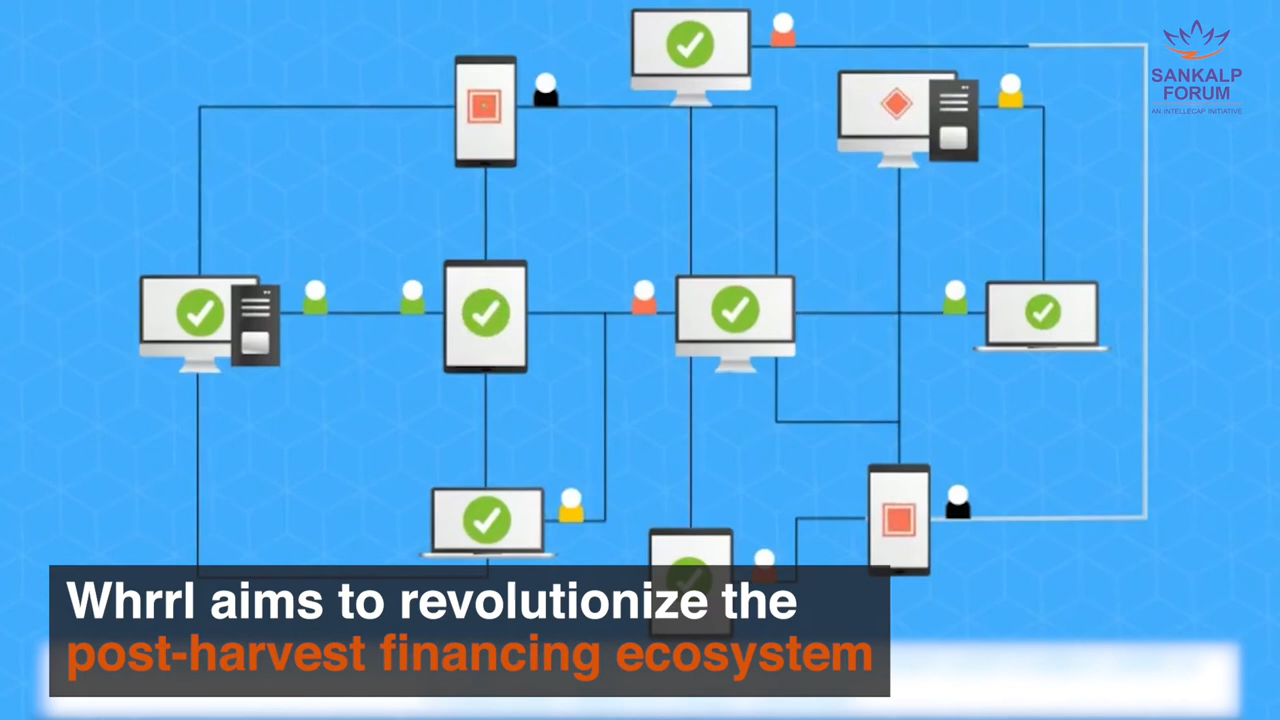 SANKALP
FORUM
AN INTELLECAP INITIATIVE
Whrrl aims to revolutionize the
post-harvest financing ecosystem